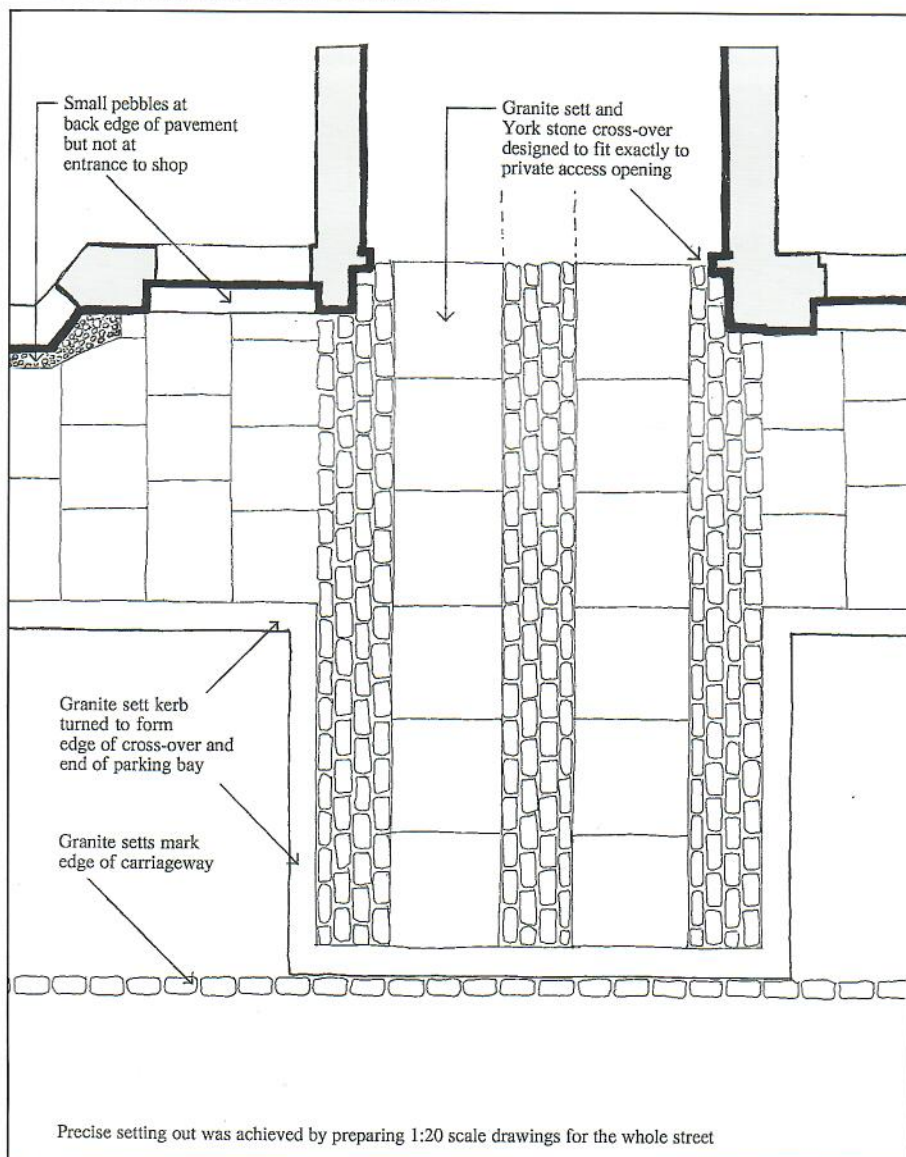 Small pebbles at
back edge of pavement
but not at
entrance to shop
Granite sett and
York stone cross-over
designed to fit exactly to
private access opening
Granite sett kerb
turned to form
edge of cross-over and
end of parking bay
Granite setts mark
edge of carriageway
Precise setting out was achieved by preparing 1:20 scale drawings for the whole street